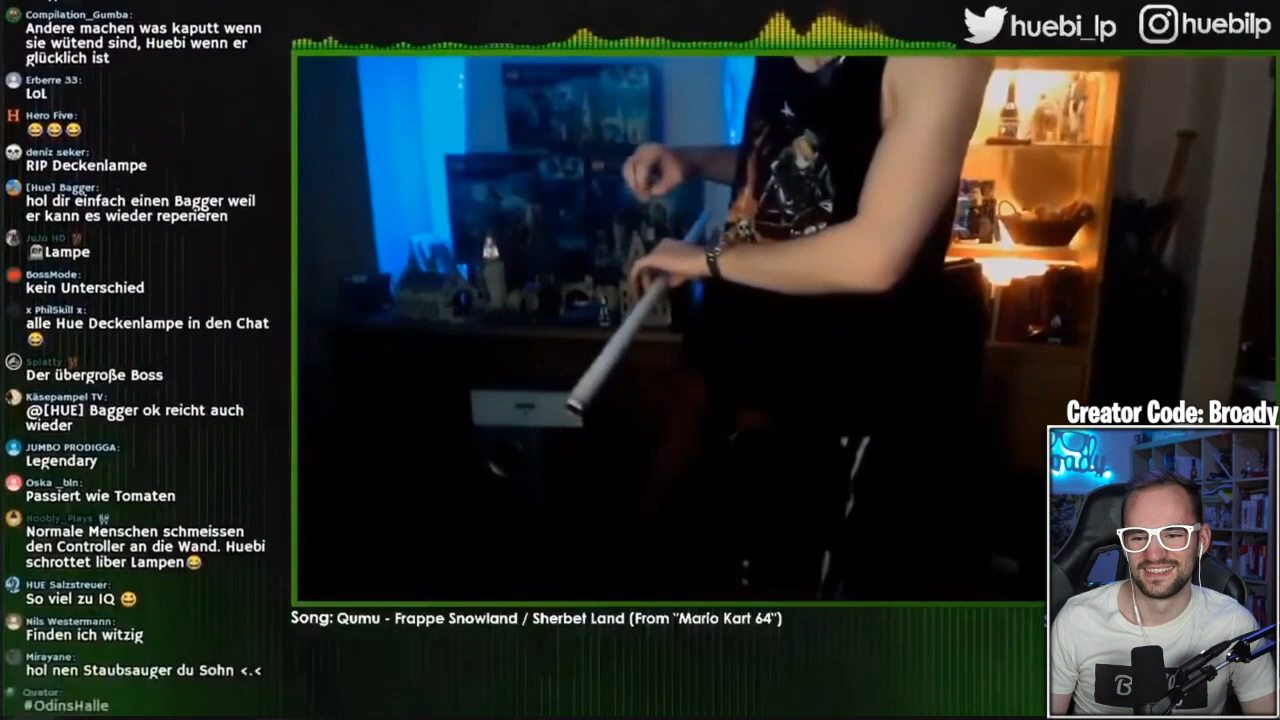 Compilation_Gumba:
Andere machen was kaputt wenn
sie wütend sind, Huebi wenn er
glücklich ist
Erberre 33:
LoL
Hero Five:
😂😂😂
deniz seker:
RIP Deckenlampe
[Hue] Bagger:
hol dir einfach einen Bagger weil
er kann es wieder reperieren
JuJo HD:
Lampe
BossMode:
kein Unterschied
x PhilSkill x:
alle Hue Deckenlampe in den Chat
😂
Splatty
Der übergroße Boss
Käsepampel TV:
@[HUE] Bagger ok reicht auch
wieder
JUMBO PRODIGGA:
Legendary
Oska _bln:
Passiert wie Tomaten
Noobly_Plays
Normale Menschen schmeissen
den Controller an die Wand. Huebi
schrottet liber Lampen😂
HUE Salzstreuer:
So viel zu IQ 😄
Nils Westermann:
Finden ich witzig
Mirayane:
hol nen Staubsauger du Sohn <.<
Quator:
#OdinsHalle
huebi_lp huebilp
Song: Qumu - Frappe Snowland / Sherbet Land (From "Mario Kart 64")
Creator Code: Broady